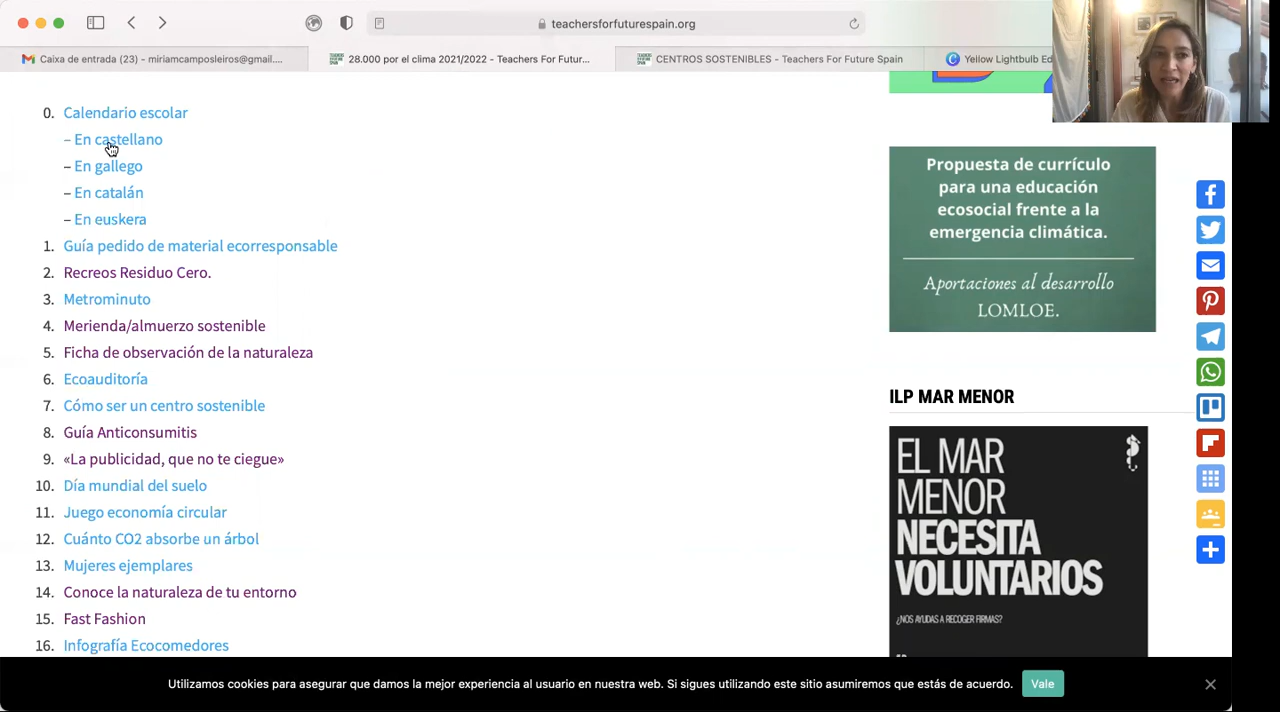 teachersforfuturespain.org
Caixa de entrada (23) - miriamcamposleiros@gmail....
28.000 por el clima 2021/2022 - Teachers For Futur...
CENTROS SOSTENIBLES - Teachers For Future Spain
Yellow Lightbulb Ed
0. Calendario escolar
– En castellano
– En gallego
– En catalán
– En euskera
1. Guía pedido de material ecorresponsable
2. Recreos Residuo Cero.
3. Metrominuto
4. Merienda/almuerzo sostenible
5. Ficha de observación de la naturaleza
6. Ecoauditoría
7. Cómo ser un centro sostenible
8. Guía Anticonsumitis
9. «La publicidad, que no te ciegue»
10. Día mundial del suelo
11. Juego economía circular
12. Cuánto CO2 absorbe un árbol
13. Mujeres ejemplares
14. Conoce la naturaleza de tu entorno
15. Fast Fashion
16. Infografía Ecocomedores
Propuesta de currículo
para una educación
ecosocial frente a la
emergencia climática.
Aportaciones al desarrollo
LOMLOE.
ILP MAR MENOR
EL MAR
MENOR
NECESITA
VOLUNTARIOS
¿NOS AYUDAS A RECOGER FIRMAS?
Utilizamos cookies para asegurar que damos la mejor experiencia al usuario en nuestra web. Si sigues utilizando este sitio asumiremos que estás de acuerdo.
Vale